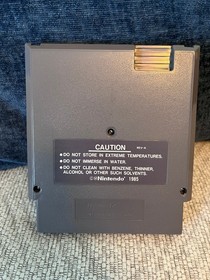 CAUTION
●DO NOT STORE IN EXTREME TEMPERATURES.
●DO NOT IMMERSE IN WATER.
●DO NOT CLEAN WITH BENZENE, THINNER,
ALCOHOL OR OTHER SUCH SOLVENTS.
©®Nintendo® 1985